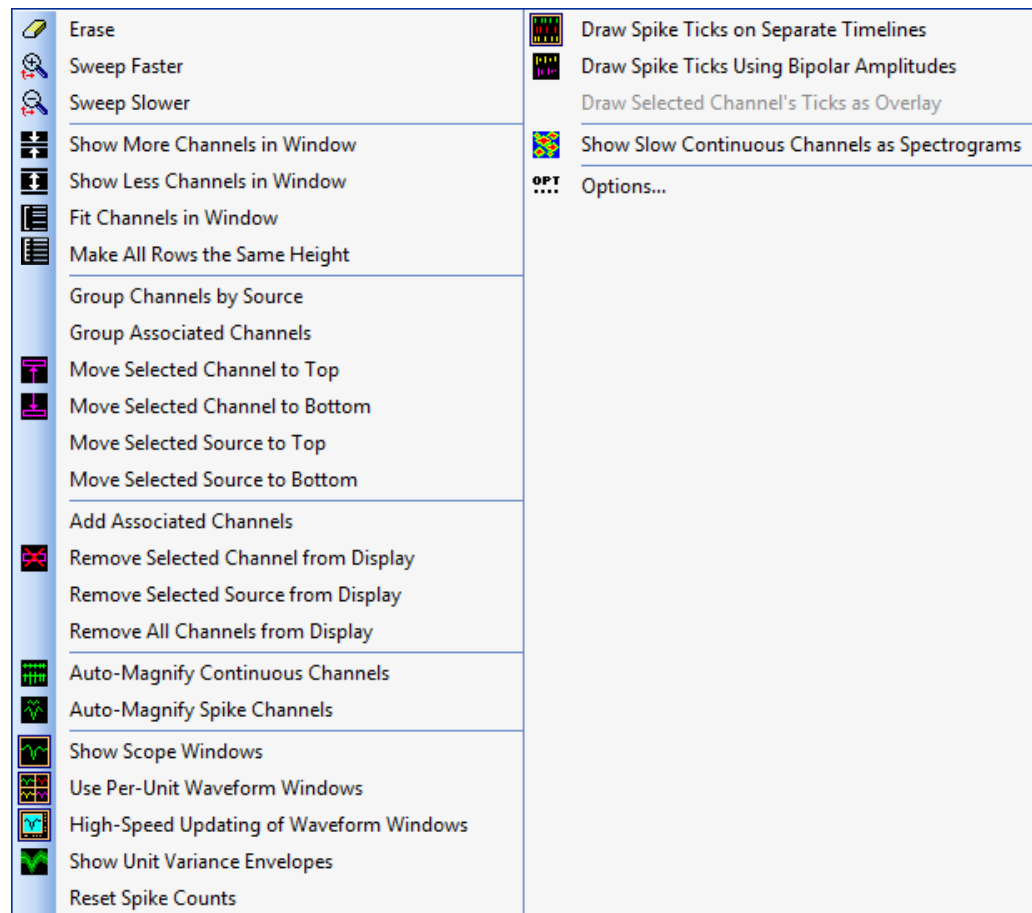 Erase
Sweep Faster
Sweep Slower
Show More Channels in Window
Show Less Channels in Window
Fit Channels in Window
Make All Rows the Same Height
Group Channels by Source
Group Associated Channels
Move Selected Channel to Top
Move Selected Channel to Bottom
Move Selected Source to Top
Move Selected Source to Bottom
Add Associated Channels
Remove Selected Channel from Display
Remove Selected Source from Display
Remove All Channels from Display
Auto-Magnify Continuous Channels
Auto-Magnify Spike Channels
Show Scope Windows
Use Per-Unit Waveform Windows
High-Speed Updating of Waveform Windows
Show Unit Variance Envelopes
Reset Spike Counts
Draw Spike Ticks on Separate Timelines
Draw Spike Ticks Using Bipolar Amplitudes
Draw Selected Channel's Ticks as Overlay
Show Slow Continuous Channels as Spectrograms
OPT Options...